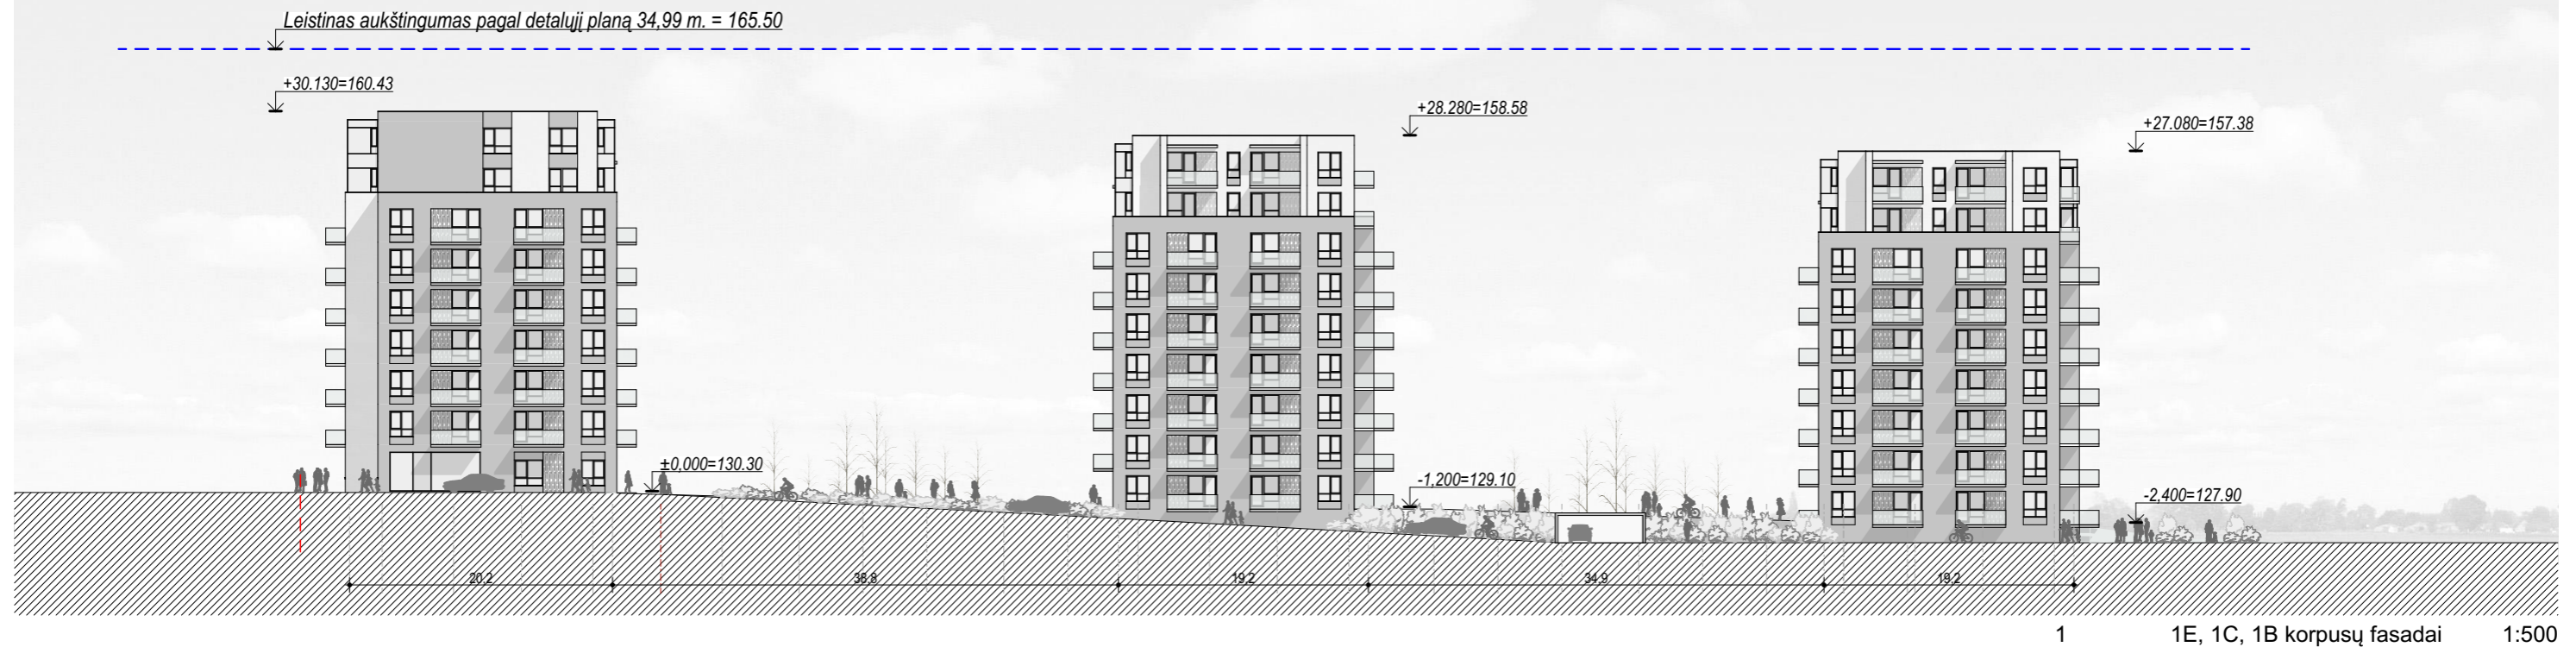 Leistinas aukštingumas pagal detalųjį planą 34,99 m. = 165.50
+30.130=160.43
+28.280=158.58
+27.080=157.38
±0,000=130.30
-1,200=129.10
-2,400=127.90
20,2 38,8 19,2 34,9 19,2
1 1E, 1C, 1B korpusų fasadai 1:500